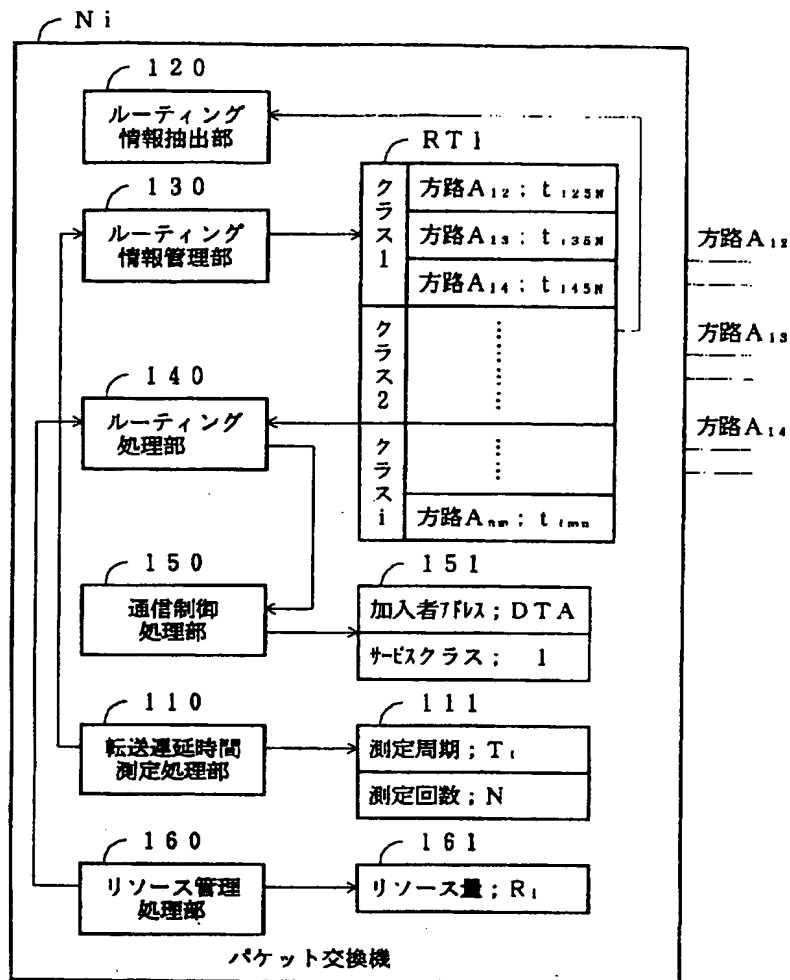 Ni
120
ルーティング
情報抽出部
RT1
130
ルーティング
情報管理部
クラス1
方路A₁₂; t₁₂₅N
方路A₁₃; t₁₃₅N
方路A₁₄; t₁₄₅N
方路A₁₂
クラス2
方路A₁₃
140
ルーティング
処理部
クラスi
方路A₁₄
方路Aₙₘ;
150
通信制御
処理部
151
加入者アドレス; DTA
サービスクラス; 1
110
転送遅延時間
測定処理部
111
測定周期; T
測定回数; N
160
リソース管理
処理部
161
リソース量; R
パケット交換機